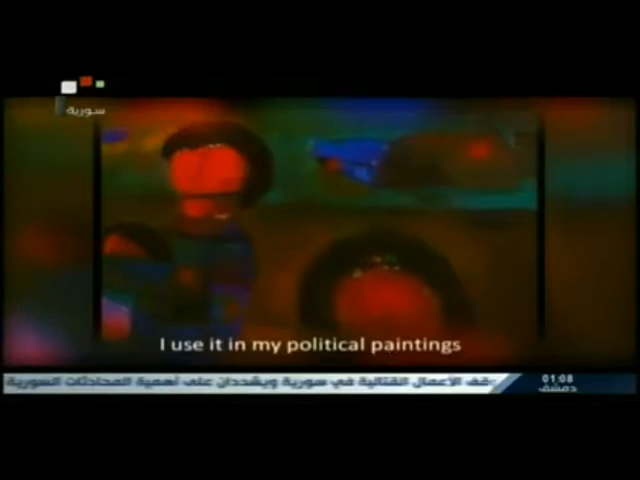 سورية
I use it in my political paintings
وقف الأعمال القتالية في سورية ويشددان على أهمية المحادثات السورية
01:08
دمشق